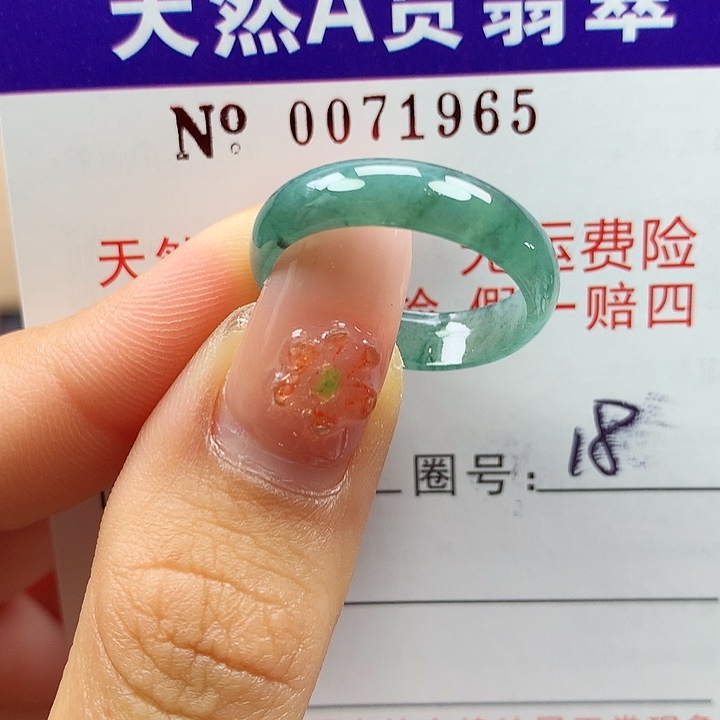 天然A货翡翠
No 0071965
天 运费险
假一赔四
圈号: 18